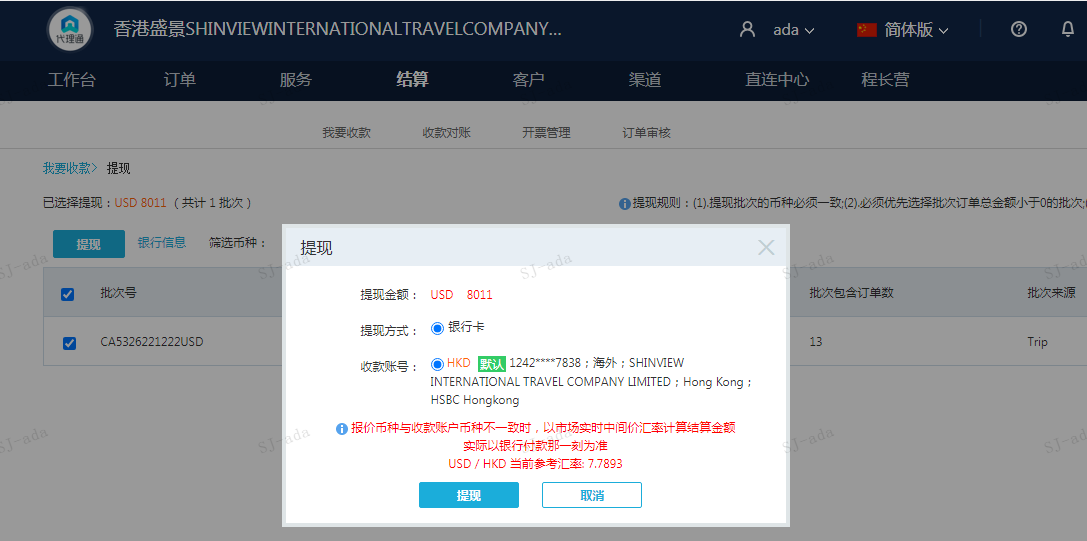 代理通
香港盛景SHINVIEWINTERNATIONALTRAVELCOMPANY...
ada
简体版
工作台 订单 服务 结算 客户 渠道 直连中心 程长营
我要收款 收款对账 开票管理 订单审核
我要收款> 提现
已选择提现：USD 8011 （ 共计 1 批次 ）
提现规则：(1).提现批次的币种必须一致;(2).必须优先选择批次订单总金额小于0的批次;
提现 银行信息 筛选币种：
批次号 批次包含订单数 批次来源
CA5326221222USD 13 Trip
提现
提现金额： USD 8011
提现方式： 银行卡
收款账号： HKD 默认 1242****7838；海外；SHINVIEW
INTERNATIONAL TRAVEL COMPANY LIMITED；Hong Kong；
HSBC Hongkong
报价币种与收款账户币种不一致时，以市场实时中间价汇率计算结算金额
实际以银行付款那一刻为准
USD / HKD 当前参考汇率: 7.7893
提现 取消
SJ-ada
SJ-ada
SJ-ada
SJ-ada
SJ-ada
SJ-ada
SJ-ada